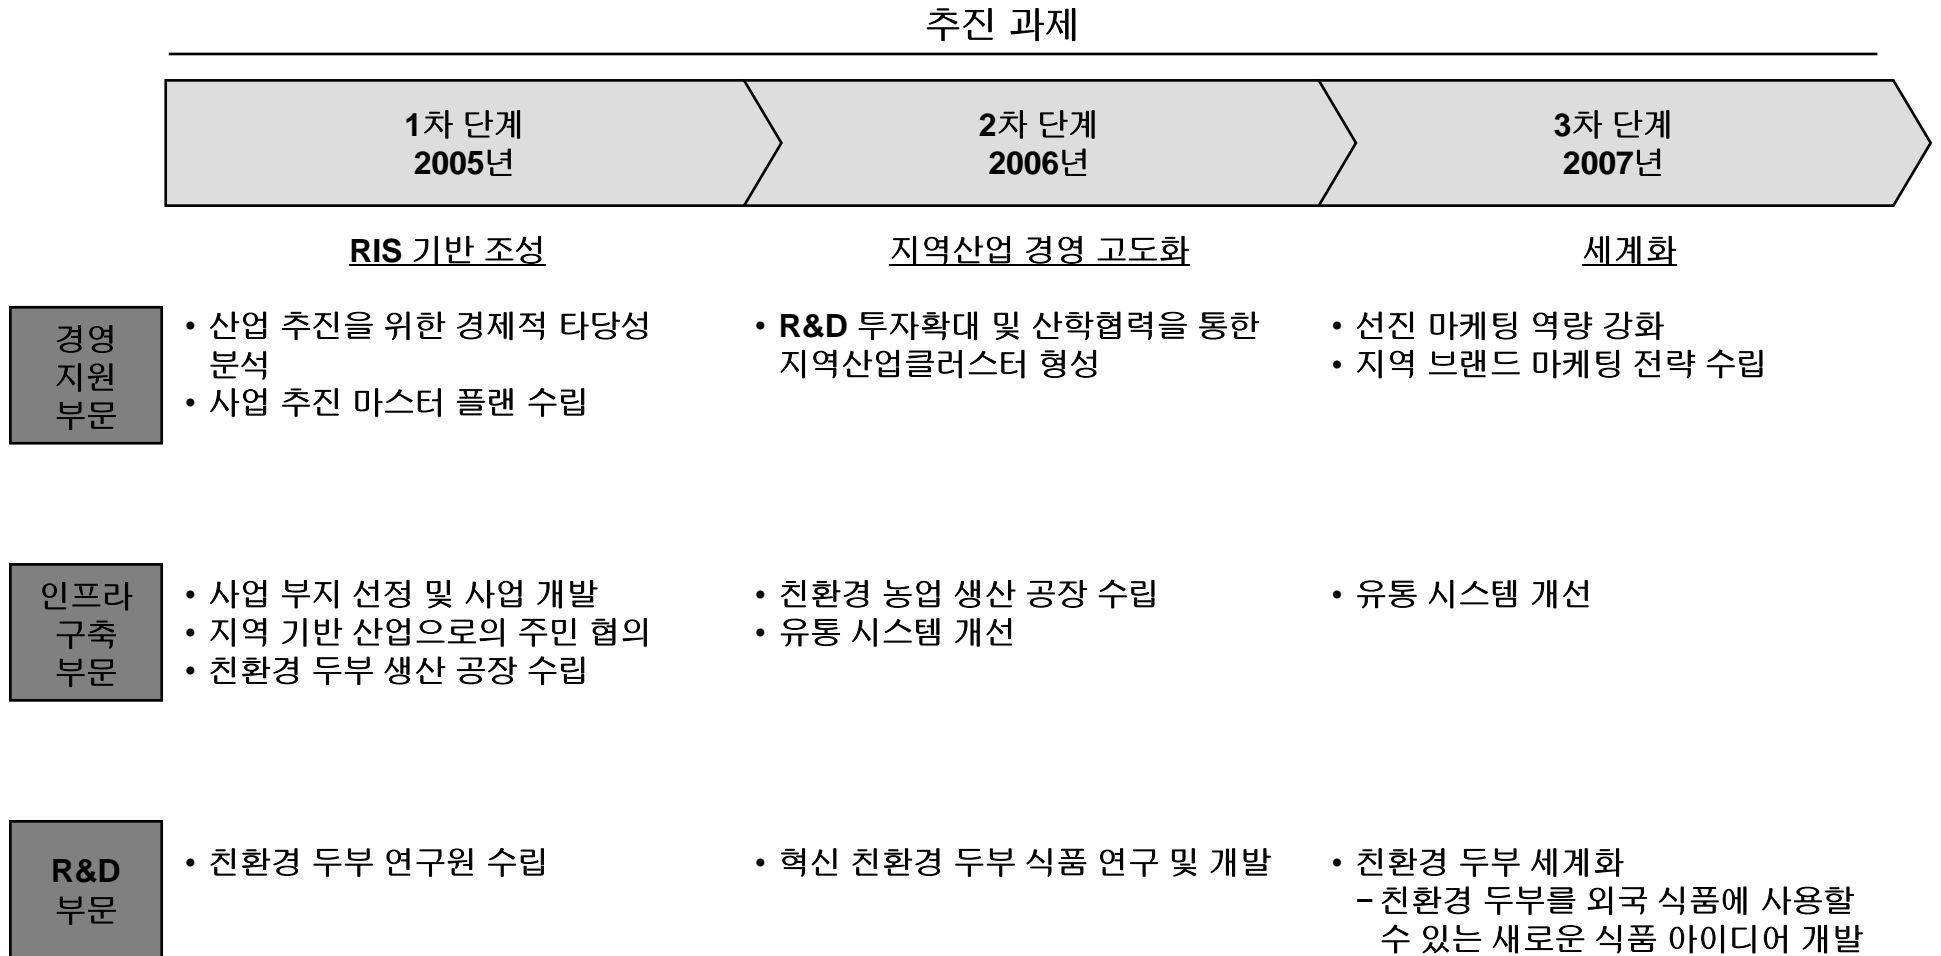 추진 과제
1차 단계
2005년
2차 단계
2006년
3차 단계
2007년
RIS 기반 조성
지역산업 경영 고도화
세계화
경영
지원
부문
• 산업 추진을 위한 경제적 타당성
분석
• 사업 추진 마스터 플랜 수립
• R&D 투자확대 및 산학협력을 통한
지역산업클러스터 형성
• 선진 마케팅 역량 강화
• 지역 브랜드 마케팅 전략 수립
인프라
구축
부문
• 사업 부지 선정 및 사업 개발
• 지역 기반 산업으로의 주민 협의
• 친환경 두부 생산 공장 수립
• 친환경 농업 생산 공장 수립
• 유통 시스템 개선
• 유통 시스템 개선
R&D
부문
• 친환경 두부 연구원 수립
• 혁신 친환경 두부 식품 연구 및 개발
• 친환경 두부 세계화
– 친환경 두부를 외국 식품에 사용할
수 있는 새로운 식품 아이디어 개발